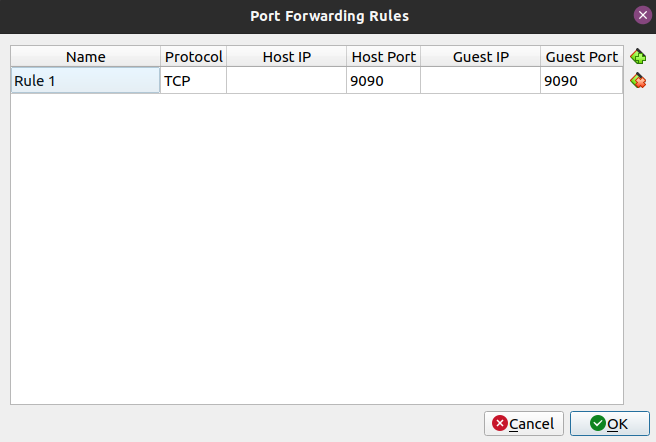 Port Forwarding Rules
Name Protocol Host IP Host Port Guest IP Guest Port
Rule 1 TCP 9090 9090
Cancel OK